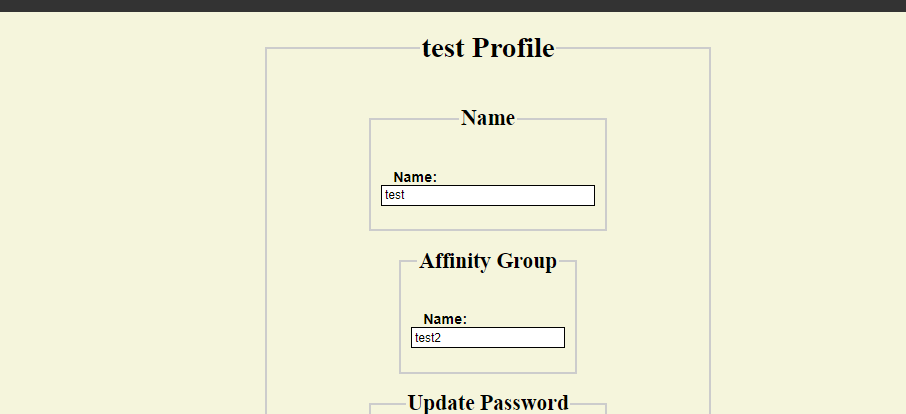 test Profile
Name
Name:
test
Affinity Group
Name:
test2
Update Password